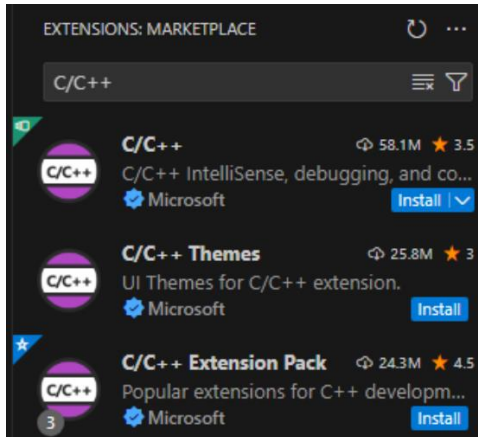 EXTENSIONS: MARKETPLACE
C/C++
C/C++ 58.1M 3.5
C/C++
C/C++ IntelliSense, debugging, and co...
Microsoft Install
C/C++ Themes 25.8M 3
C/C++
UI Themes for C/C++ extension.
Microsoft Install
C/C++ Extension Pack 24.3M 4.5
C/C++
Popular extensions for C++ developm...
3
Microsoft Install